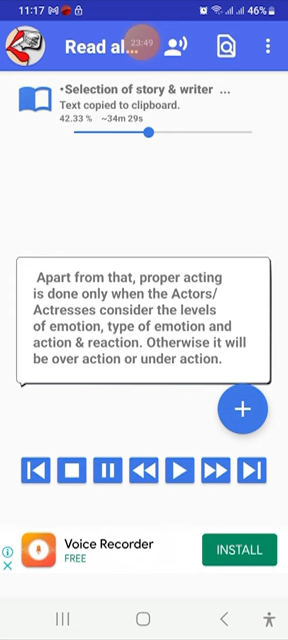 11:17
46%
Read al...
23:49
•Selection of story & writer ...
Text copied to clipboard.
42.33 % ~34m 29s
Apart from that, proper acting
is done only when the Actors/
Actresses consider the levels
of emotion, type of emotion and
action & reaction. Otherwise it will
be over action or under action.
+
Voice Recorder
FREE
INSTALL